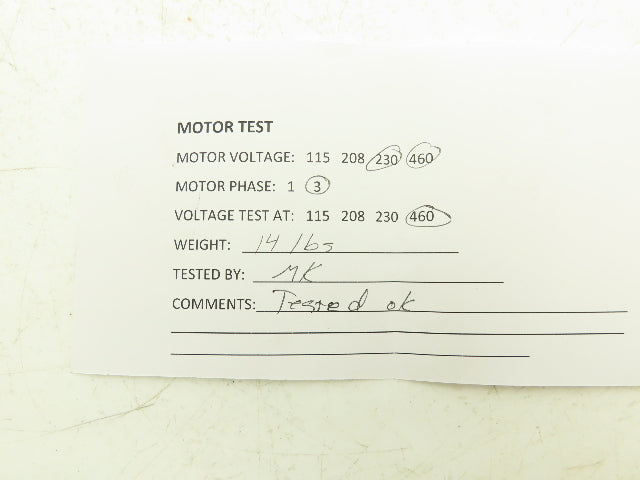 MOTOR TEST
MOTOR VOLTAGE: 115 208 230 460
MOTOR PHASE: 1 3
VOLTAGE TEST AT: 115 208 230 460
WEIGHT: 14 lbs
TESTED BY: MK
COMMENTS: Tested ok